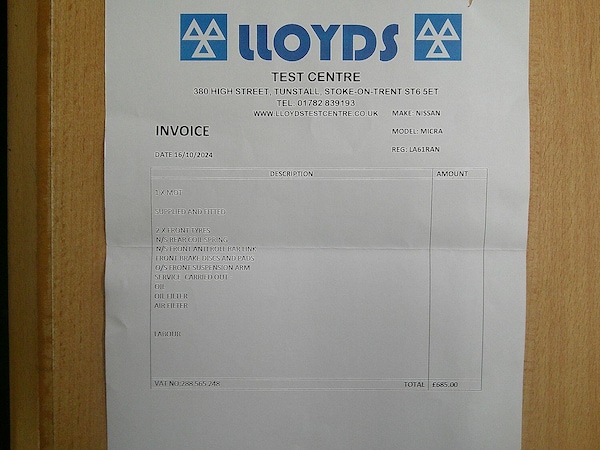 LLOYDS
TEST CENTRE
380 HIGH STREET, TUNSTALL, STOKE-ON-TRENT ST6 5ET
TEL. 01782 839193
WWW.LLOYDSTESTCENTRE.CO.UK MAKE: NISSAN
INVOICE MODEL: MICRA
REG: LA61RAN
DATE 16/10/2024
DESCRIPTION AMOUNT
1 X MOT
SUPPLIED AND FITTED
2 X FRONT TYRES
N/S REAR COIL SPRING
N/S FRONT ANTI ROLL BAR LINK
FRONT BRAKE DISCS AND PADS
O/S FRONT SUSPENSION ARM
SERVICE CARRIED OUT
OIL
OIL FILTER
AIR FILTER
LABOUR
VAT NO: 288 565 748 TOTAL £685.00